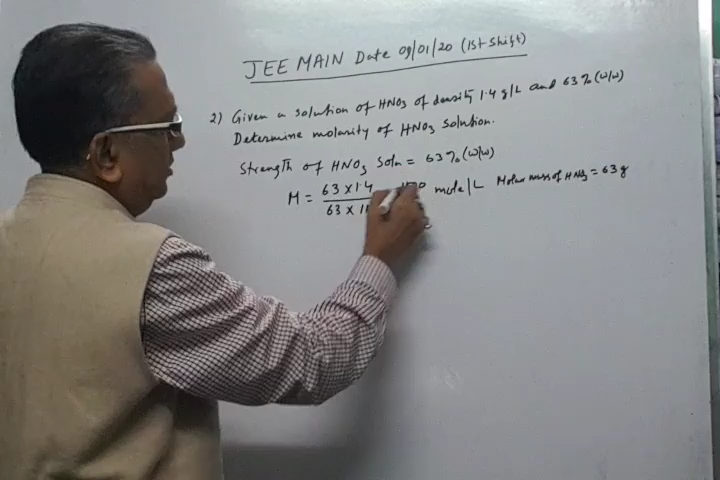 JEE MAIN Date 09/01/20 (1st Shift)
2) Given a solution of HNO3 of density 1.4 g/L and 63% (w/w)
Determine molarity of HNO3 solution.
Strength of HNO3 Soln = 63% (w/w)
M = 63 x 1.4 mole/L Molar mass of HNO3 = 63 g
63 x